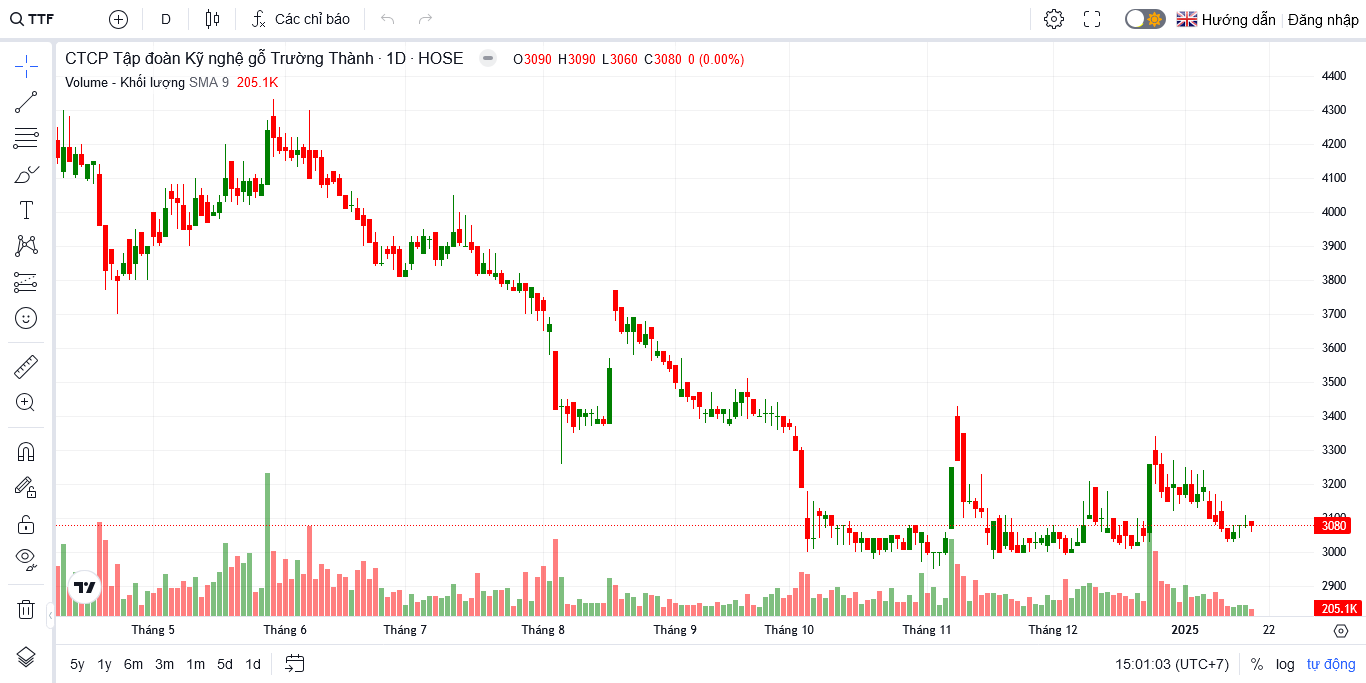 TTF D Các chỉ báo Hướng dẫn Đăng nhập
CTCP Tập đoàn Kỹ nghệ gỗ Trường Thành · 1D · HOSE O3090 H3090 L3060 C3080 0 (0.00%)
Volume - Khối lượng SMA 9 205.1K
4400
4300
4200
4100
4000
3900
3800
3700
3600
3500
3400
3300
3200
3100
3080
3000
2900
205.1K
Tháng 5 Tháng 6 Tháng 7 Tháng 8 Tháng 9 Tháng 10 Tháng 11 Tháng 12 2025 22
5y 1y 6m 3m 1m 5d 1d 15:01:03 (UTC+7) % log tự động